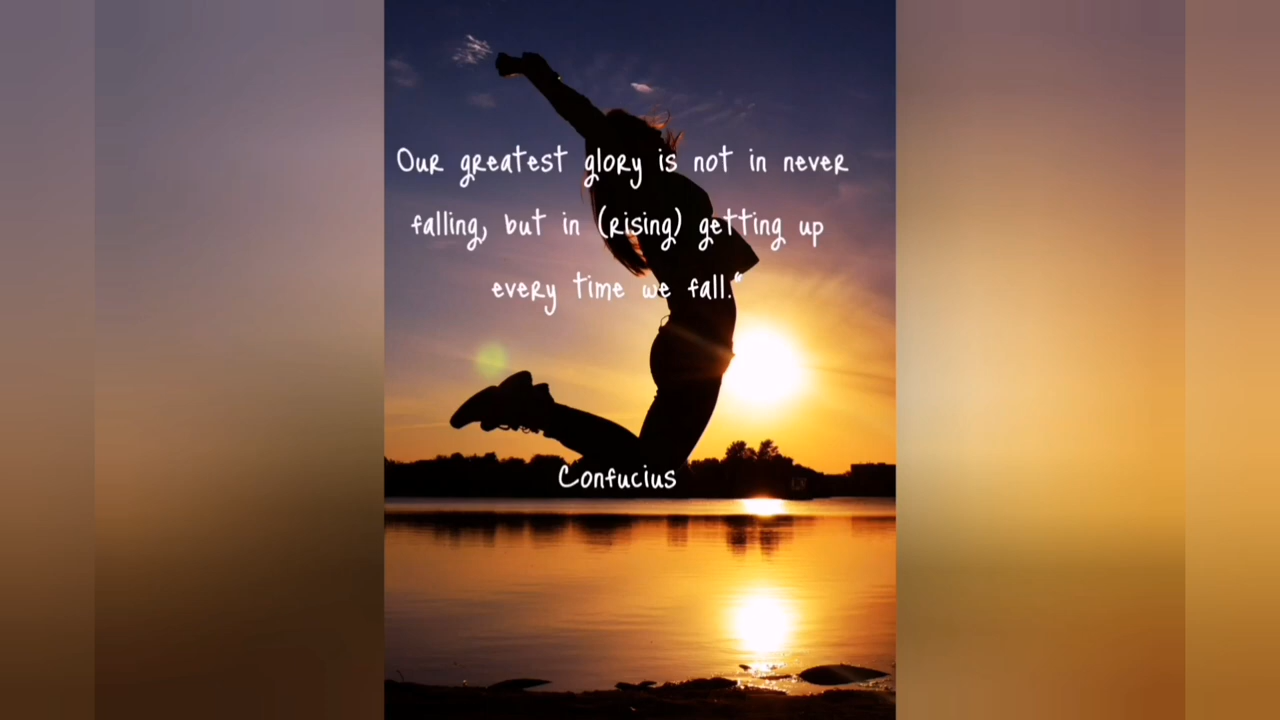 Our greatest glory is not in never
falling, but in (rising) getting up
every time we fall.“
Confucius